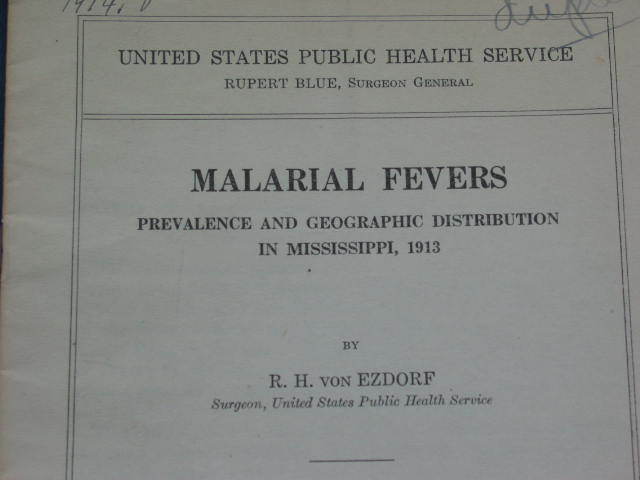 1914.
UNITED STATES PUBLIC HEALTH SERVICE
RUPERT BLUE, SURGEON GENERAL
MALARIAL FEVERS
PREVALENCE AND GEOGRAPHIC DISTRIBUTION
IN MISSISSIPPI, 1913
BY
R. H. VON EZDORF
Surgeon, United States Public Health Service